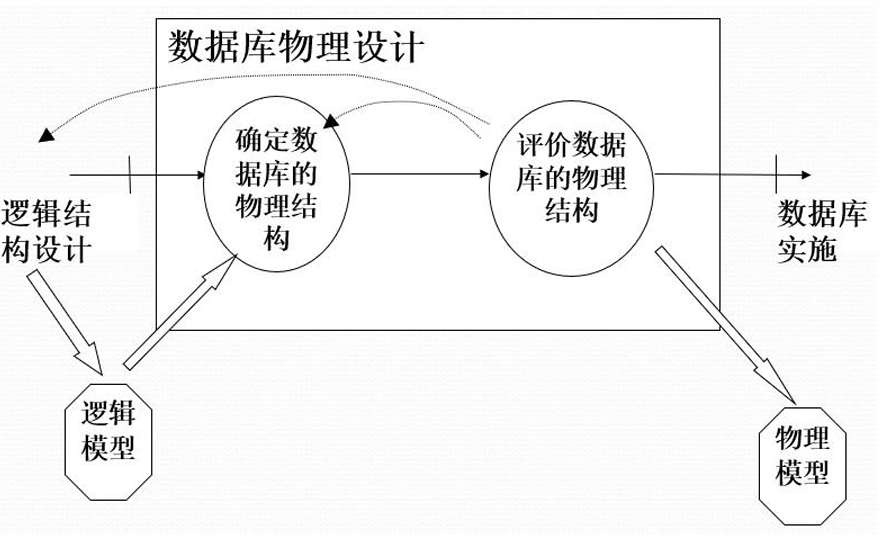 数据库物理设计
确定数
据库的
物理结
构
评价数据
库的物理
结构
逻辑结
构设计
数据库
实施
逻辑
模型
物理
模型